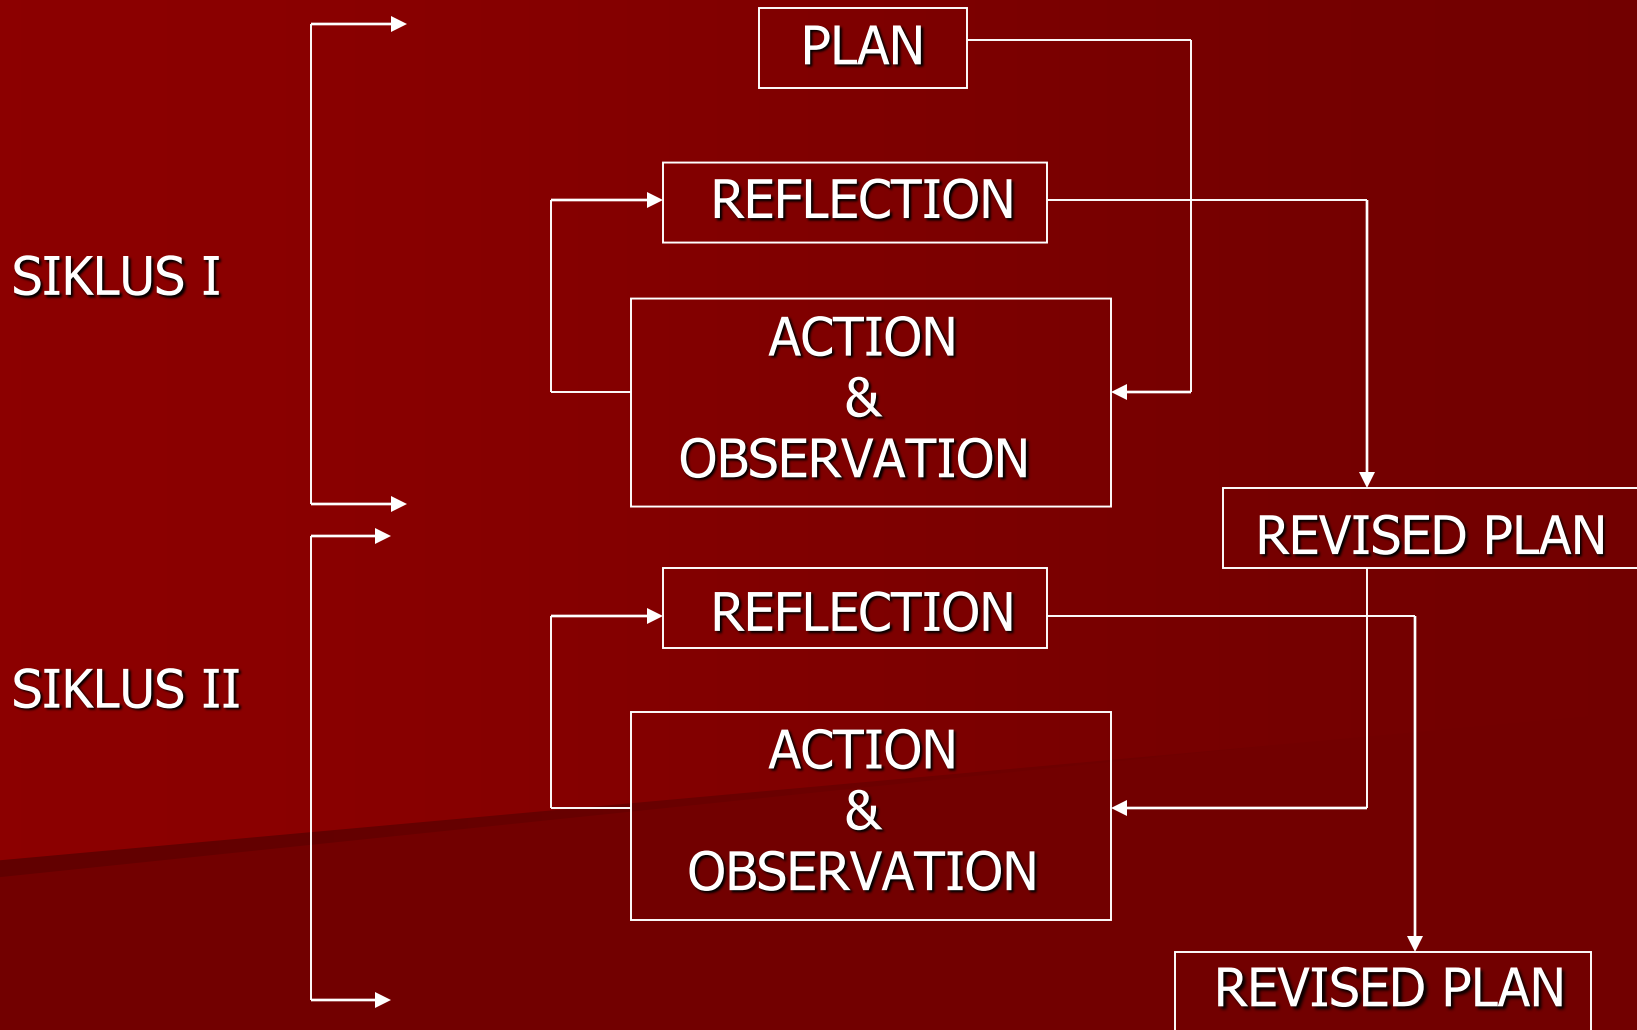 PLAN
REFLECTION
SIKLUS I
ACTION
&
OBSERVATION
REVISED PLAN
REFLECTION
SIKLUS II
ACTION
&
OBSERVATION
REVISED PLAN